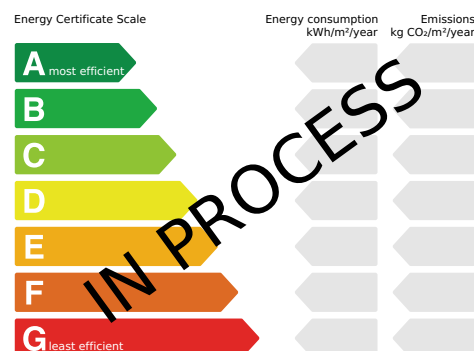 Energy Certificate Scale
Energy consumption
kWh/m²/year
Emissions
kg CO₂/m²/year
A most efficient
B
C
D
E
F
G least efficient
IN PROCESS